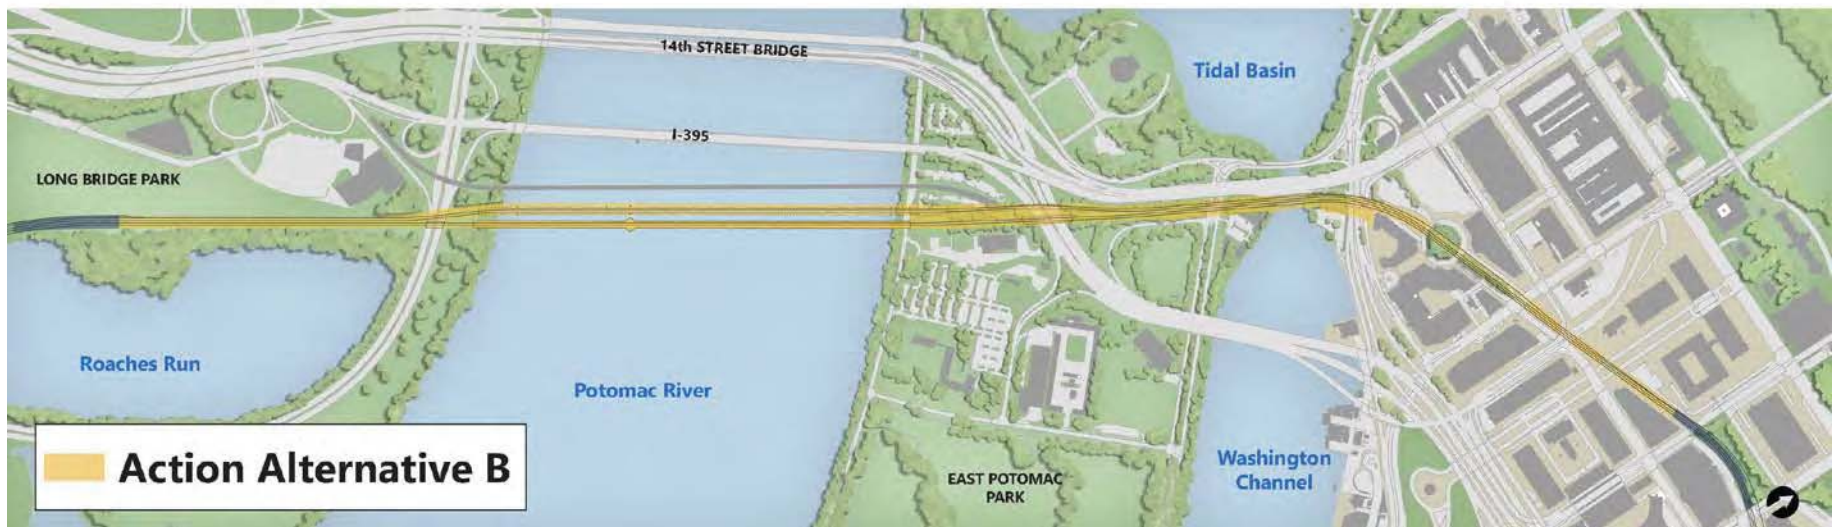 14th STREET BRIDGE
Tidal Basin
I-395
LONG BRIDGE PARK
Roaches Run
Potomac River
Action Alternative B
EAST POTOMAC
PARK
Washington
Channel